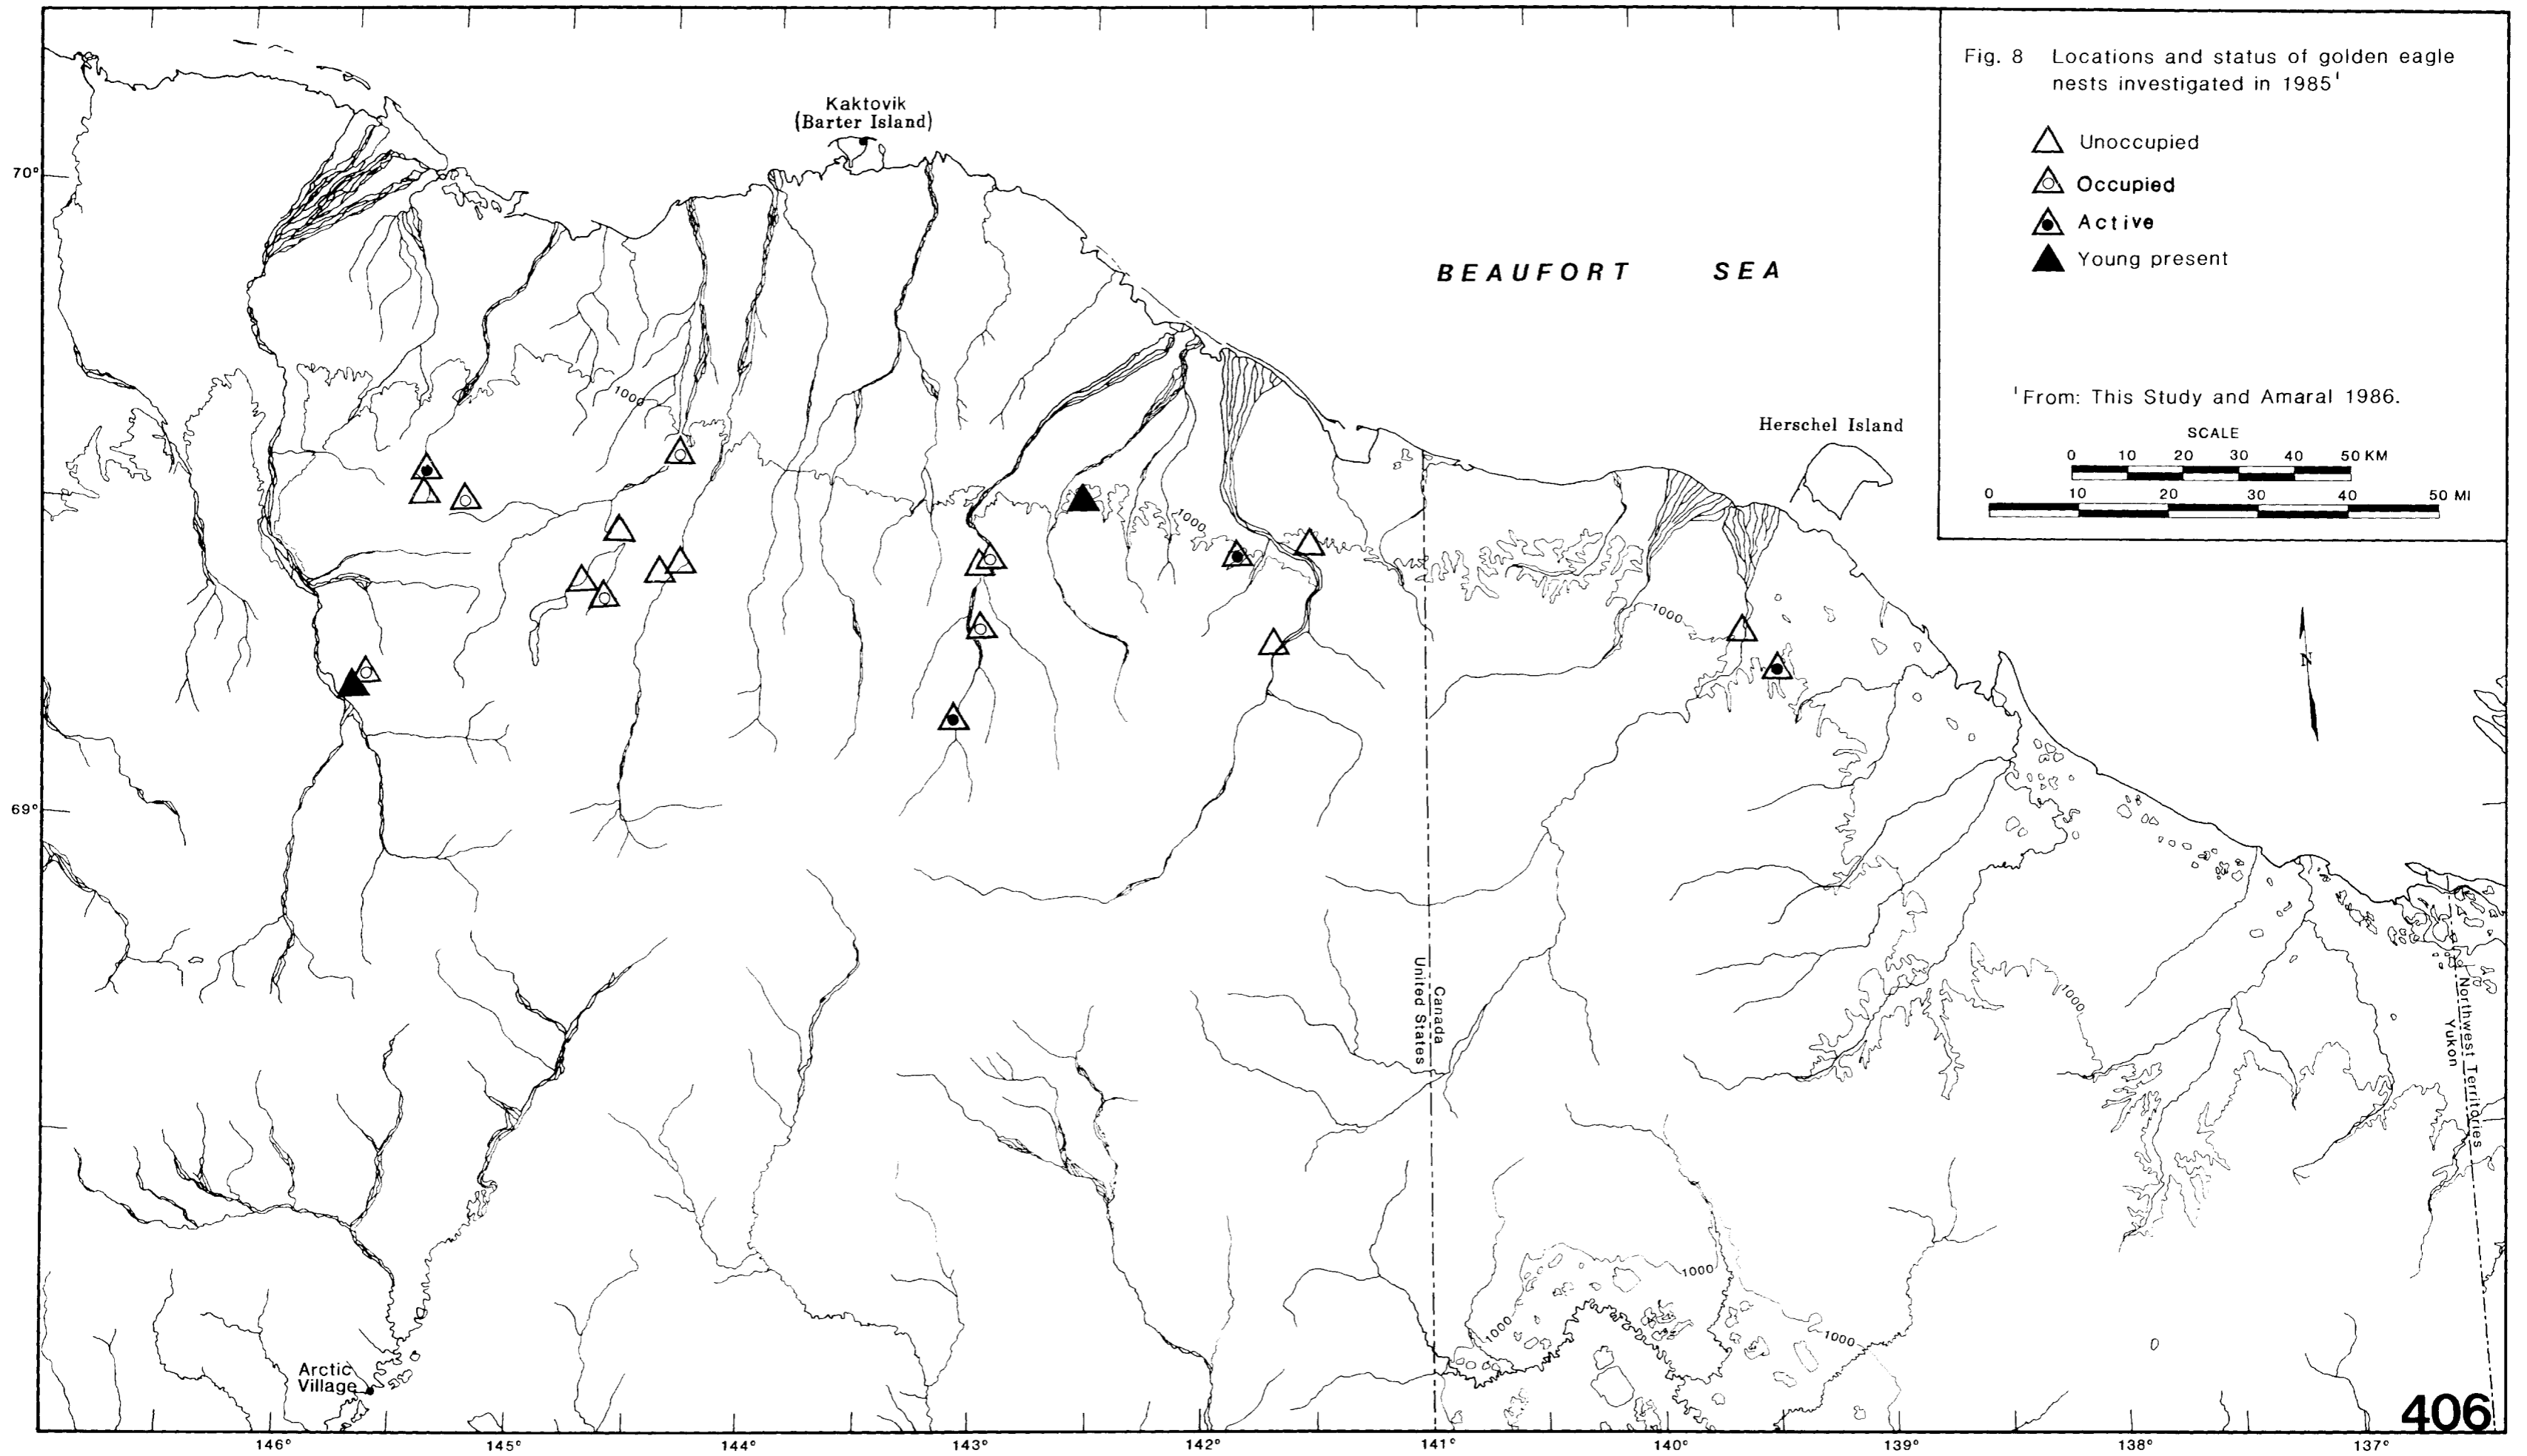 Fig. 8 Locations and status of golden eagle
nests investigated in 1985¹
Unoccupied
Occupied
Active
Young present
¹From: This Study and Amaral 1986.
SCALE
0 10 20 30 40 50 KM
0 10 20 30 40 50 MI
Kaktovik
(Barter Island)
70°
BEAUFORT SEA
Herschel Island
1000
1000
1000
N
69°
United States
Canada
1000
Northwest Territories
Yukon
1000
1000
1000
Arctic
Village
406
146° 145° 144° 143° 142° 141° 140° 139° 138° 137°